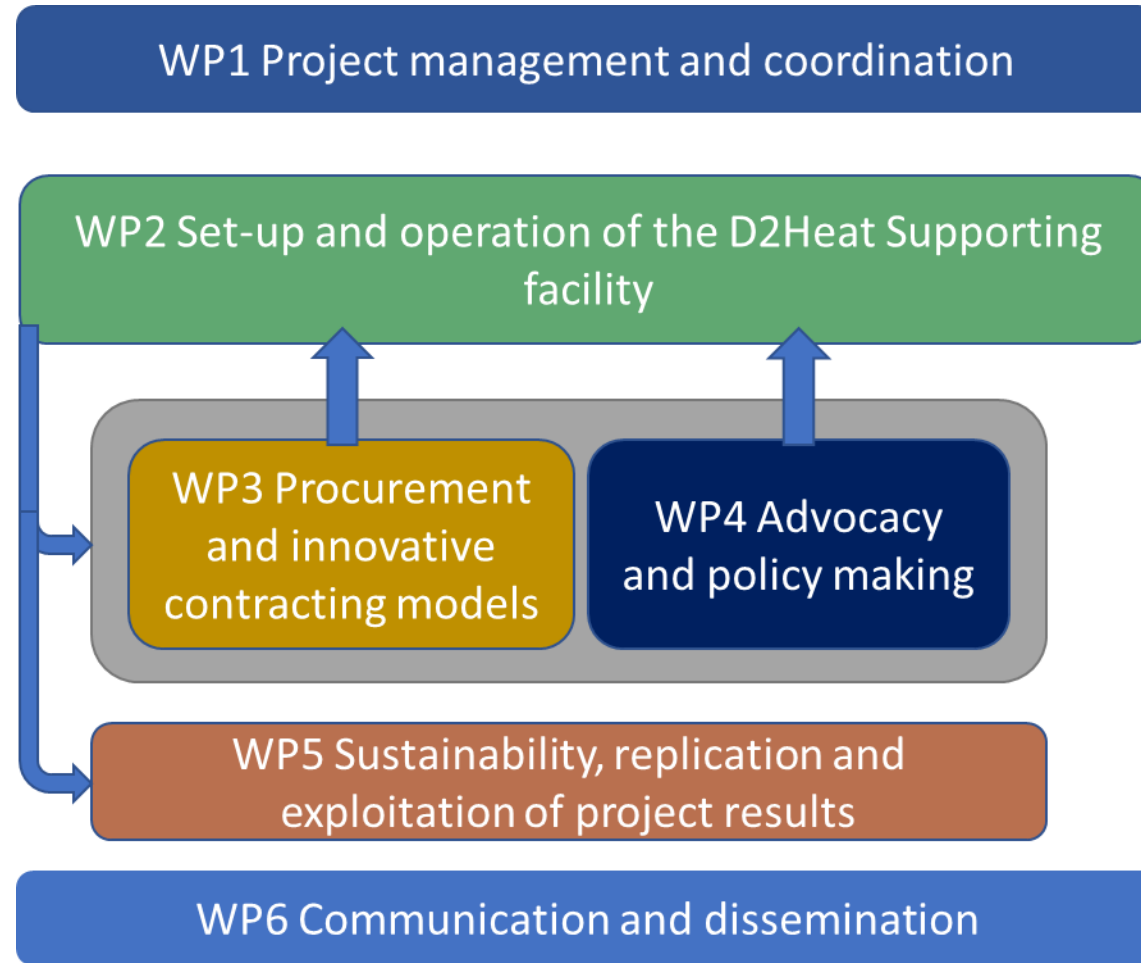 WP1 Project management and coordination
WP2 Set-up and operation of the D2Heat Supporting
facility
WP3 Procurement
and innovative
contracting models
WP4 Advocacy
and policy making
WP5 Sustainability, replication and
exploitation of project results
WP6 Communication and dissemination